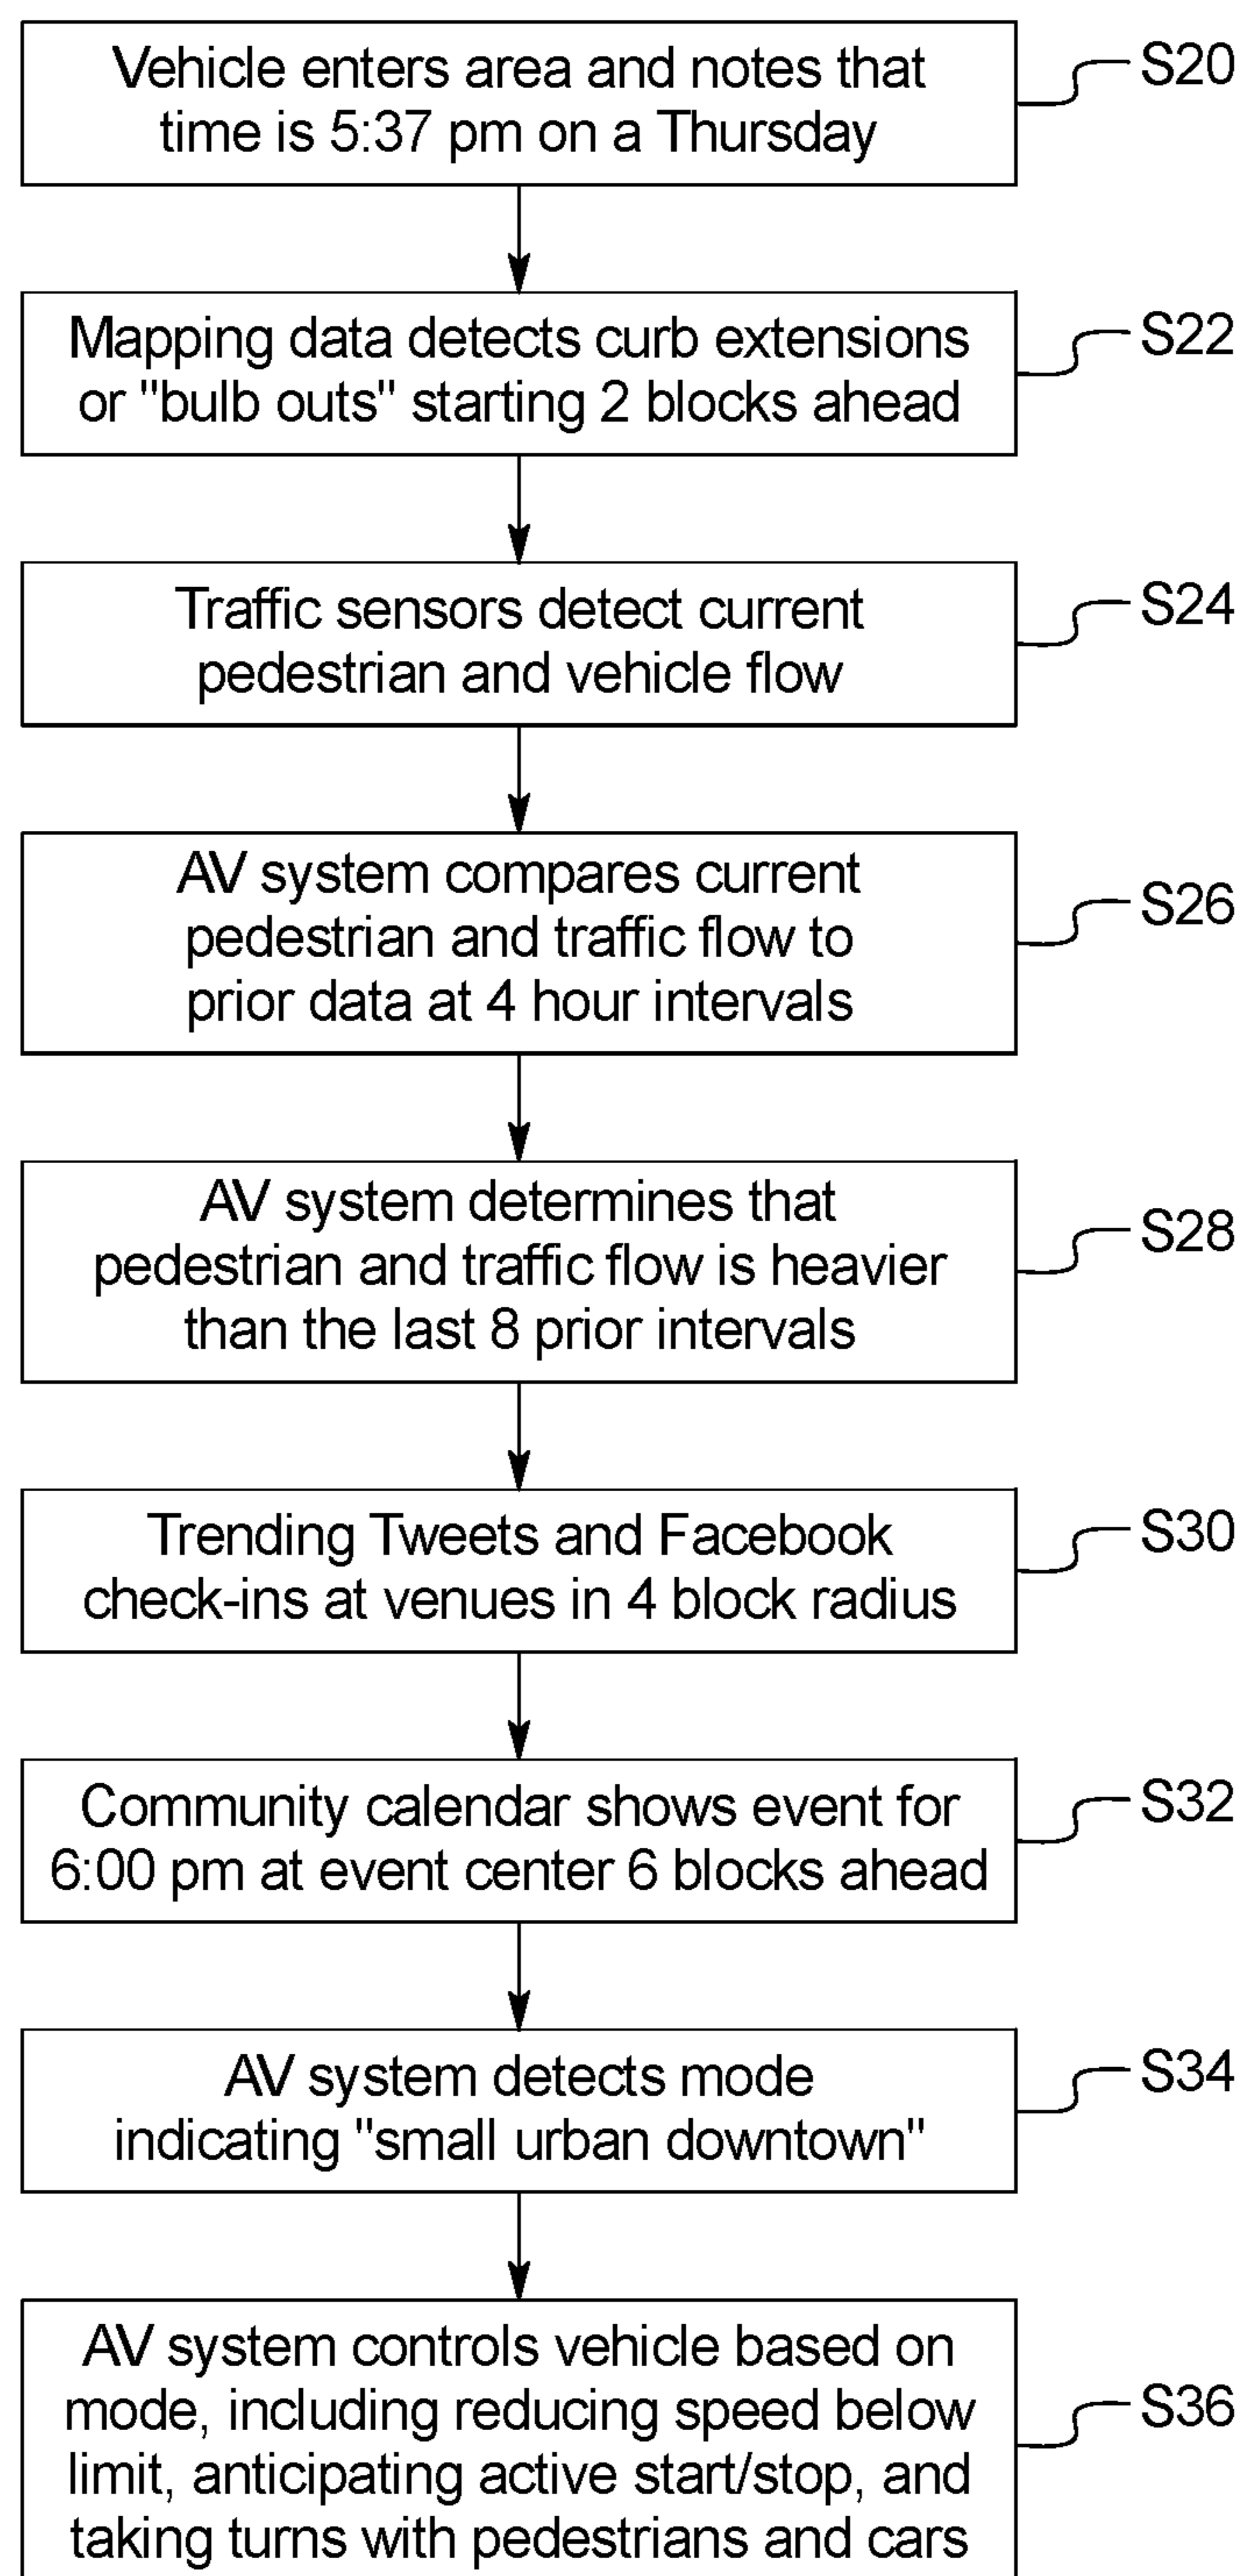 Vehicle enters area and notes that
time is 5:37 pm on a Thursday
S20
Mapping data detects curb extensions
or "bulb outs" starting 2 blocks ahead
S22
Traffic sensors detect current
pedestrian and vehicle flow
S24
AV system compares current
pedestrian and traffic flow to
prior data at 4 hour intervals
S26
AV system determines that
pedestrian and traffic flow is heavier
than the last 8 prior intervals
S28
Trending Tweets and Facebook
check-ins at venues in 4 block radius
S30
Community calendar shows event for
6:00 pm at event center 6 blocks ahead
S32
AV system detects mode
indicating "small urban downtown"
S34
AV system controls vehicle based on
mode, including reducing speed below
limit, anticipating active start/stop, and
taking turns with pedestrians and cars
S36